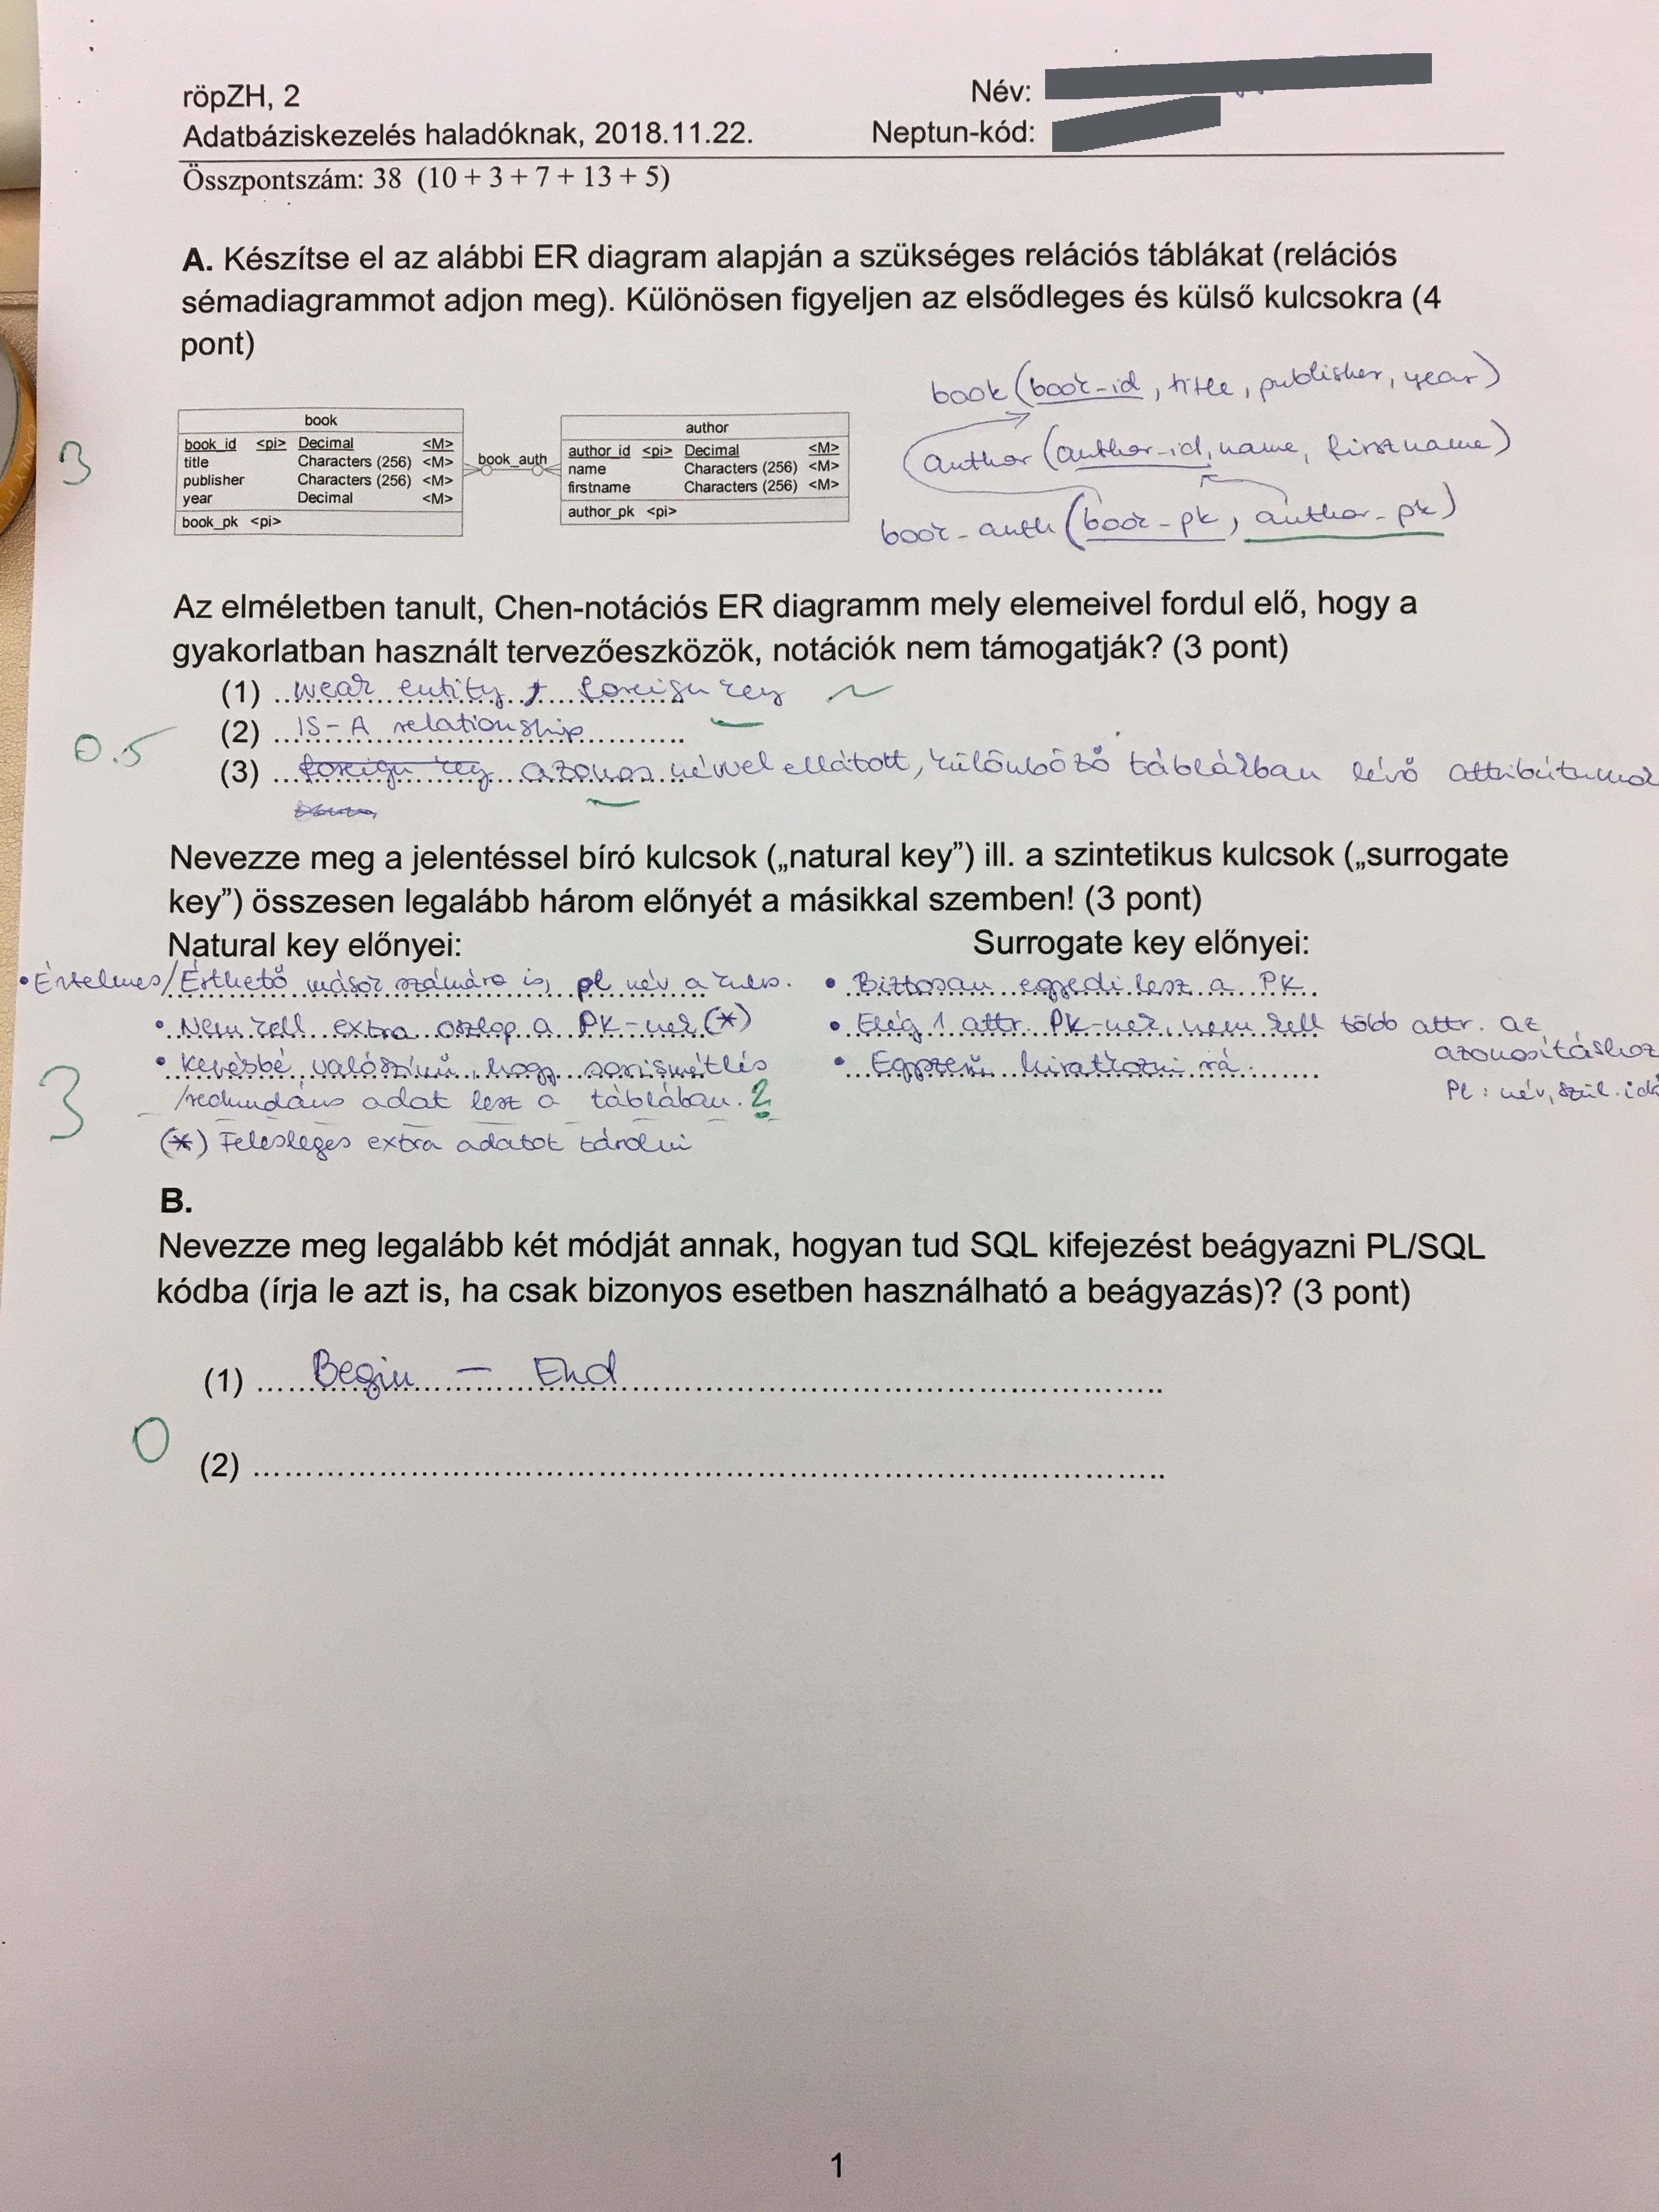 röpZH, 2
Név:
Adatbáziskezelés haladóknak, 2018.11.22.
Neptun-kód:
Összpontszám: 38 (10 + 3 + 7 + 13 + 5)
A. Készítse el az alábbi ER diagram alapján a szükséges relációs táblákat (relációs
sémadiagrammot adjon meg). Különösen figyeljen az elsődleges és külső kulcsokra (4
pont)
3
book
book_id <pi> Decimal <M>
title Characters (256) <M>
publisher Characters (256) <M>
year Decimal <M>
book_pk <pi>
book_auth
author
author_id <pi> Decimal <M>
name Characters (256) <M>
firstname Characters (256) <M>
author_pk <pi>
book (book-id, title, publisher, year)
author (author-id, name, firstname)
book-auth (book-pk, author-pk)
Az elméletben tanult, Chen-notációs ER diagramm mely elemeivel fordul elő, hogy a
gyakorlatban használt tervezőeszközök, notációk nem támogatják? (3 pont)
(1) weak entity + foreign key
(2) IS-A relationship
0.5
(3) foreign key azonos névvel ellátott, különböző táblákban lévő attribútumok
Nevezze meg a jelentéssel bíró kulcsok („natural key”) ill. a szintetikus kulcsok („surrogate
key”) összesen legalább három előnyét a másikkal szemben! (3 pont)
Natural key előnyei:
• Értelmes/Érthető mások számára is, pl név a kulcs.
• Nem kell extra oszlop a PK-nek (*)
• Kevésbé valószínű, hogy sorismétlés
/redundáns adat lesz a táblában. ?
(*) Felesleges extra adatot tárolni
3
Surrogate key előnyei:
• Biztosan egyedi lesz a PK
• Elég 1 attr. PK-nek, nem kell több attr. az
azonosításhoz
Pl: név, szül. idő
• Egyszerű hivatkozni rá.
B.
Nevezze meg legalább két módját annak, hogyan tud SQL kifejezést beágyazni PL/SQL
kódba (írja le azt is, ha csak bizonyos esetben használható a beágyazás)? (3 pont)
(1) Begin – End
0
(2)
1